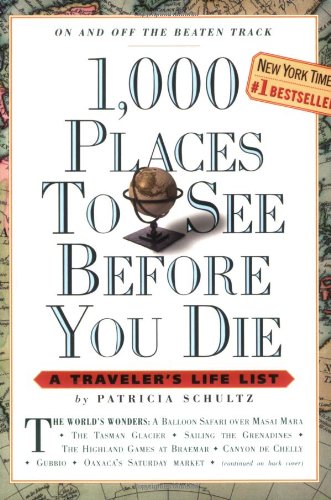 ON AND OFF THE BEATEN TRACK
NEW YORK TIMES
#1 BESTSELLER
1,000
PLACES
TO SEE
BEFORE
YOU DIE
A TRAVELER'S LIFE LIST
by PATRICIA SCHULTZ
THE WORLD'S WONDERS: A BALLOON SAFARI OVER MASAI MARA
• THE TASMAN GLACIER • SAILING THE GRENADINES •
THE HIGHLAND GAMES AT BRAEMAR • CANYON DE CHELLY
• GUBBIO • OAXACA'S SATURDAY MARKET • (continued on back cover)